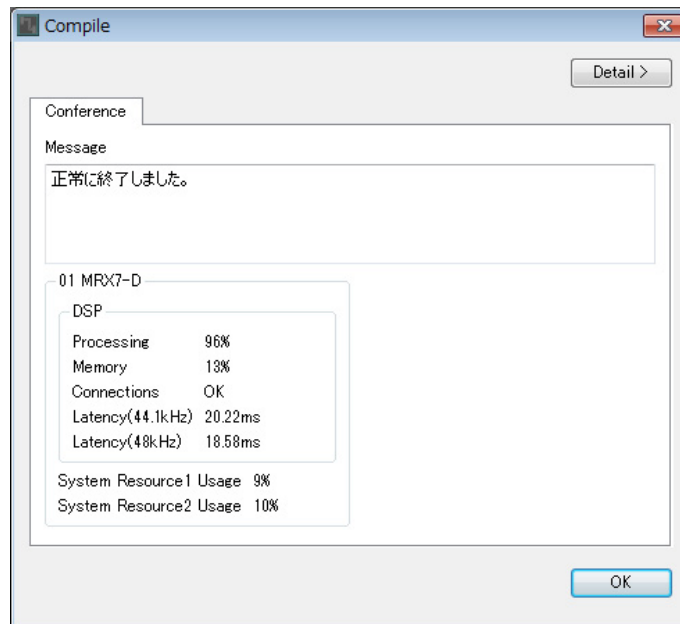 Compile
Detail >
Conference
Message
正常に終了しました。
01 MRX7-D
DSP
Processing 96%
Memory 13%
Connections OK
Latency(44.1kHz) 20.22ms
Latency(48kHz) 18.58ms
System Resource1 Usage 9%
System Resource2 Usage 10%
OK